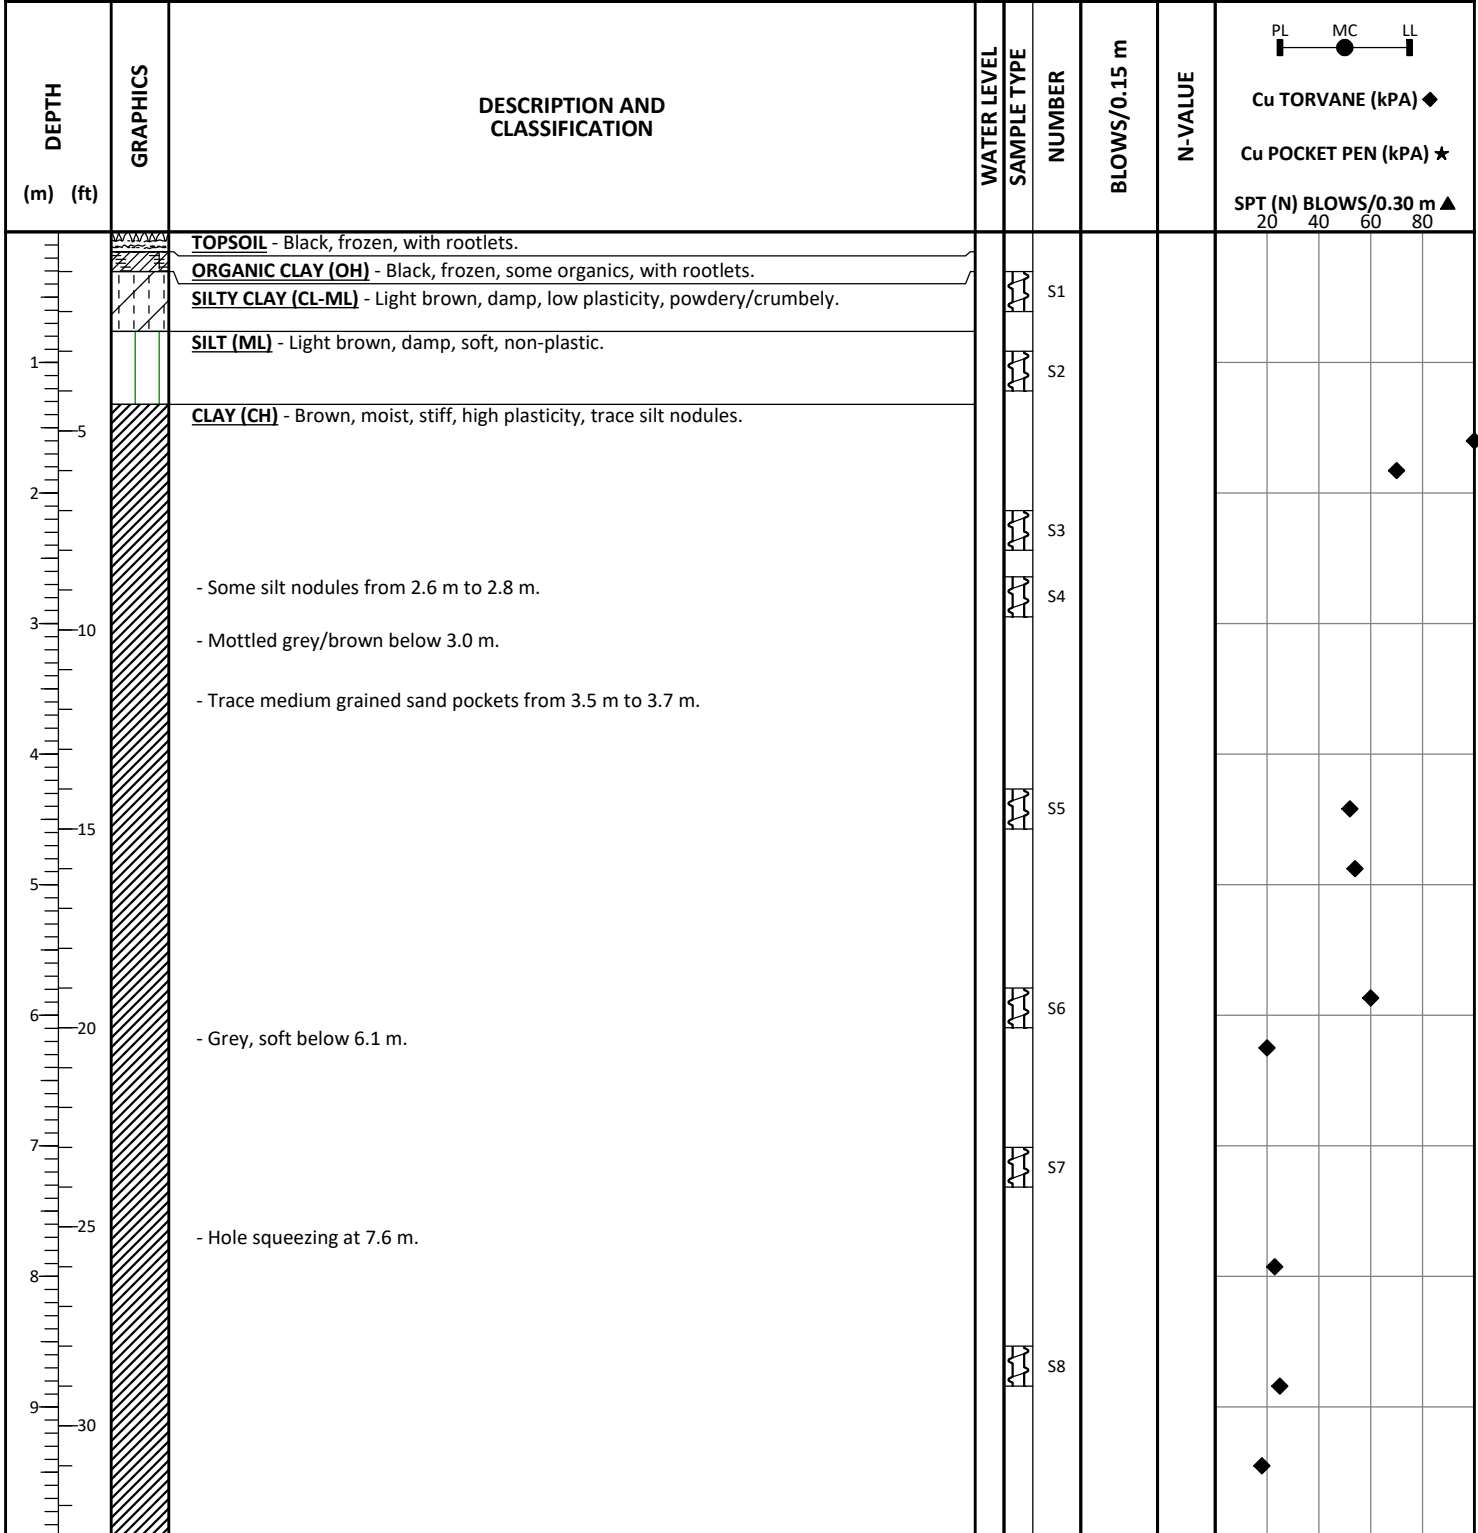 DEPTH
(m) (ft)
GRAPHICS
DESCRIPTION AND
CLASSIFICATION
WATER LEVEL
SAMPLE TYPE
NUMBER
BLOWS/0.15 m
N-VALUE
PL MC LL
Cu TORVANE (kPA) ◆
Cu POCKET PEN (kPA) ★
SPT (N) BLOWS/0.30 m ▲
20 40 60 80
TOPSOIL - Black, frozen, with rootlets.
ORGANIC CLAY (OH) - Black, frozen, some organics, with rootlets.
SILTY CLAY (CL-ML) - Light brown, damp, low plasticity, powdery/crumbely.
S1
SILT (ML) - Light brown, damp, soft, non-plastic.
1
S2
CLAY (CH) - Brown, moist, stiff, high plasticity, trace silt nodules.
5
2
S3
- Some silt nodules from 2.6 m to 2.8 m.
S4
3
10
- Mottled grey/brown below 3.0 m.
- Trace medium grained sand pockets from 3.5 m to 3.7 m.
4
S5
15
5
S6
6
20
- Grey, soft below 6.1 m.
7
S7
25
- Hole squeezing at 7.6 m.
8
S8
9
30